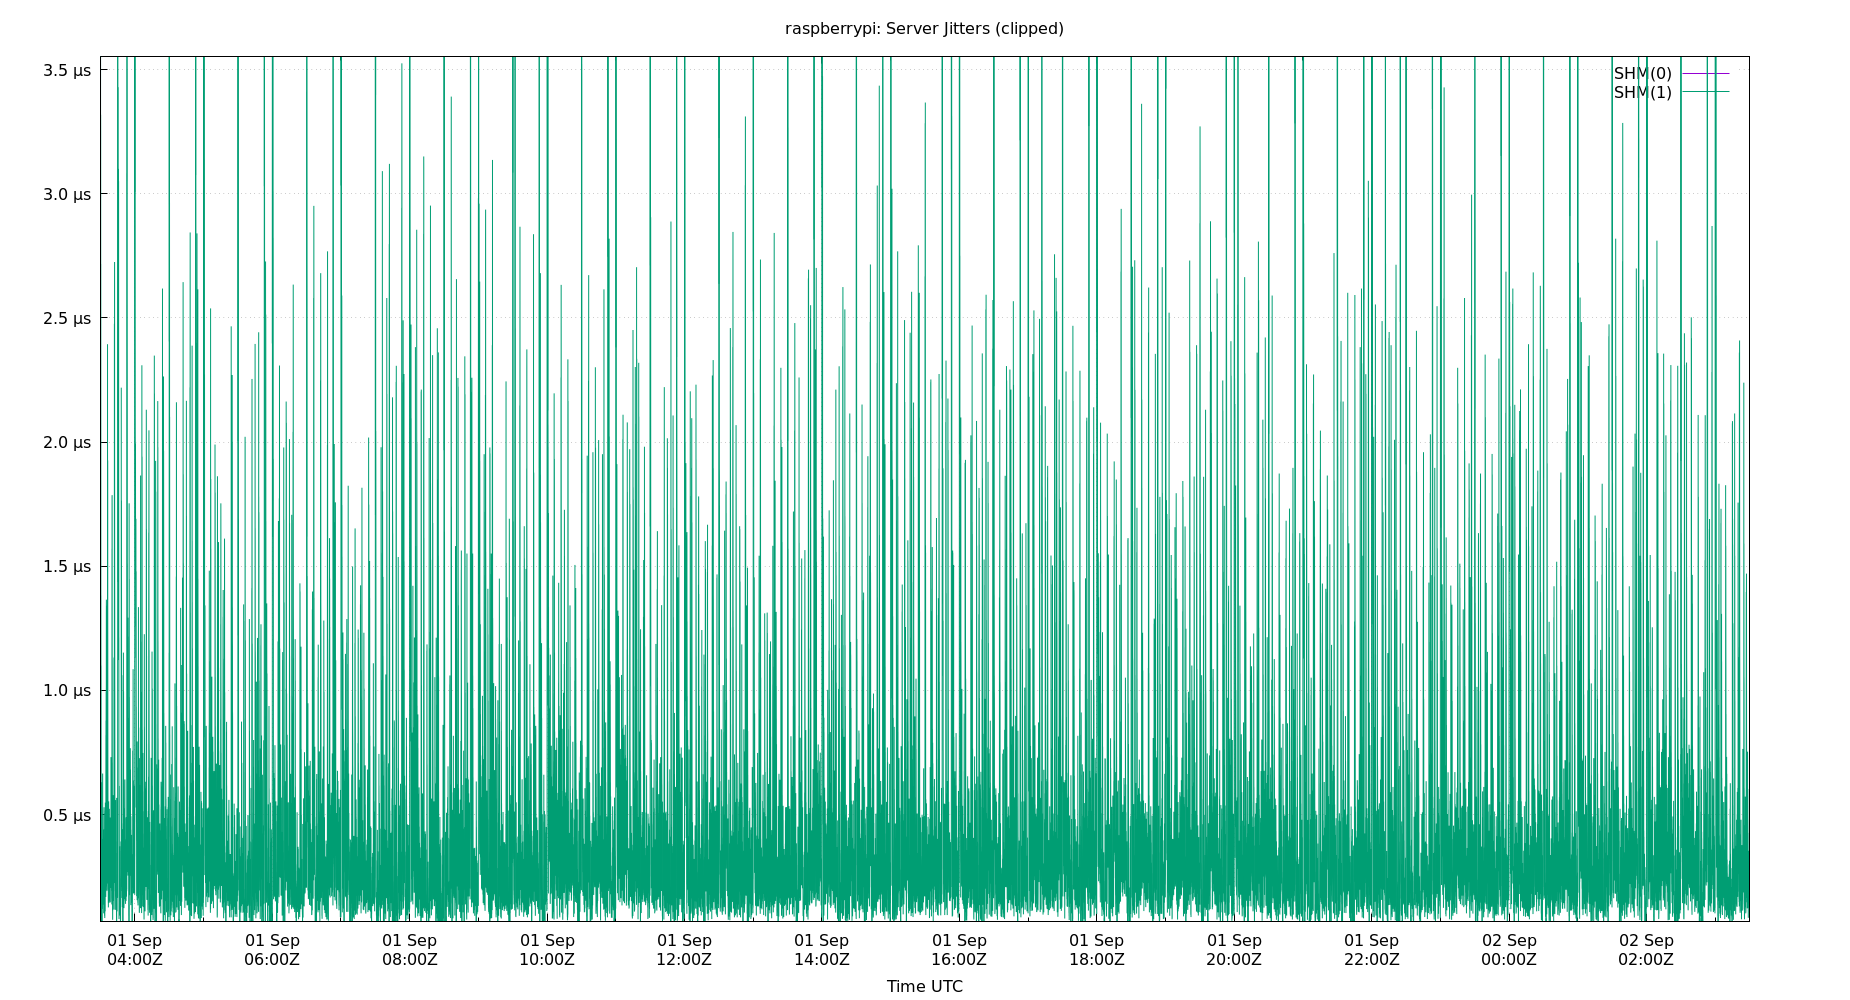 raspberrypi: Server Jitters (clipped)
SHM(0)
SHM(1)
3.5 μs
3.0 μs
2.5 μs
2.0 μs
1.5 μs
1.0 μs
0.5 μs
01 Sep 01 Sep 01 Sep 01 Sep 01 Sep 01 Sep 01 Sep 01 Sep 01 Sep 01 Sep 02 Sep 02 Sep
04:00Z 06:00Z 08:00Z 10:00Z 12:00Z 14:00Z 16:00Z 18:00Z 20:00Z 22:00Z 00:00Z 02:00Z
Time UTC